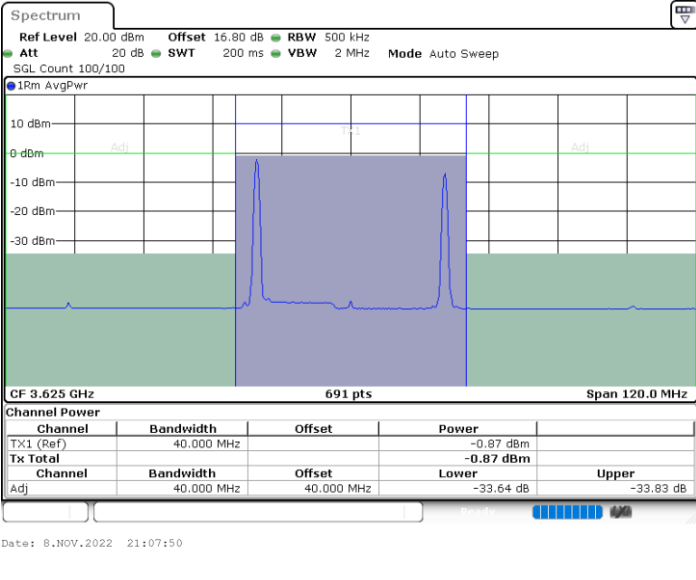 Spectrum
Ref Level 20.00 dBm Offset 16.80 dB RBW 500 kHz
Att 20 dB SWT 200 ms VBW 2 MHz Mode Auto Sweep
SGL Count 100/100
1Rm AvgPwr
10 dBm
TX1
Adj
Adj
0 dBm
-10 dBm
-20 dBm
-30 dBm
CF 3.625 GHz 691 pts Span 120.0 MHz
Channel Power
Channel Bandwidth Offset Power
TX1 (Ref) 40.000 MHz -0.87 dBm
Tx Total -0.87 dBm
Channel Bandwidth Offset Lower Upper
Adj 40.000 MHz 40.000 MHz -33.64 dB -33.83 dB
Ready
Date: 8.NOV.2022 21:07:50